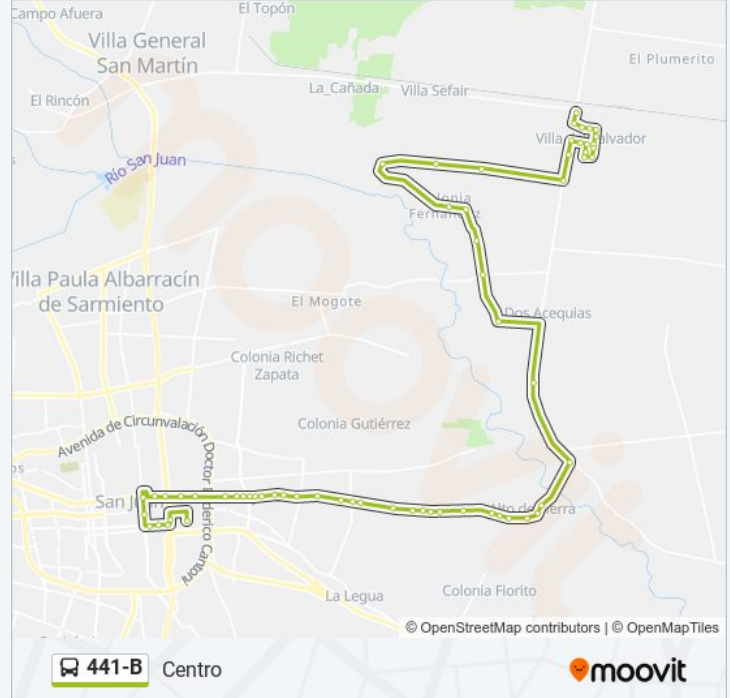 Campo Afuera
El Topón
Villa General
San Martín
El Plumerito
La_Cañada
Villa Sefair
El Rincón
Río San Juan
Colonia
Fernández
Villa Paula Albarracín
de Sarmiento
El Mogote
Dos Acequias
Colonia Richet
Zapata
Colonia Gutiérrez
Avenida de Circunvalación Doctor Federico Cantoni
San Juan
Alto de Sierra
La Legua
Colonia Fiorito
© OpenStreetMap contributors | © OpenMapTiles
441-B Centro
moovit